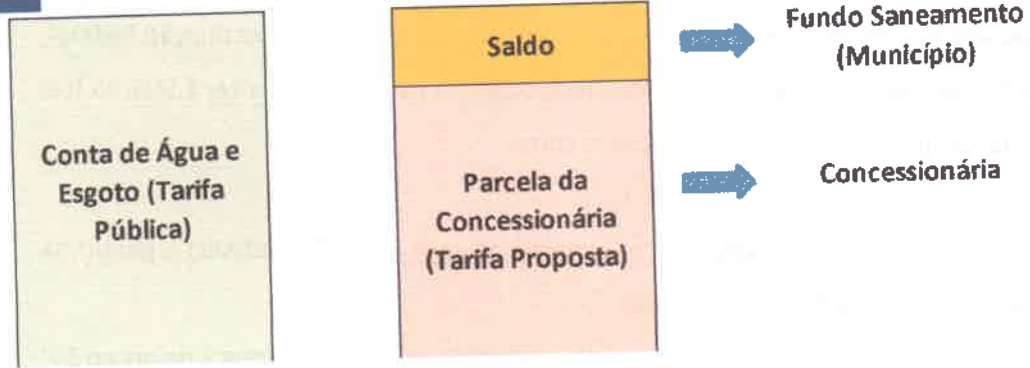 Conta de Água e
Esgoto (Tarifa
Pública)
Saldo
Parcela da
Concessionária
(Tarifa Proposta)
Fundo Saneamento
(Município)
Concessionária